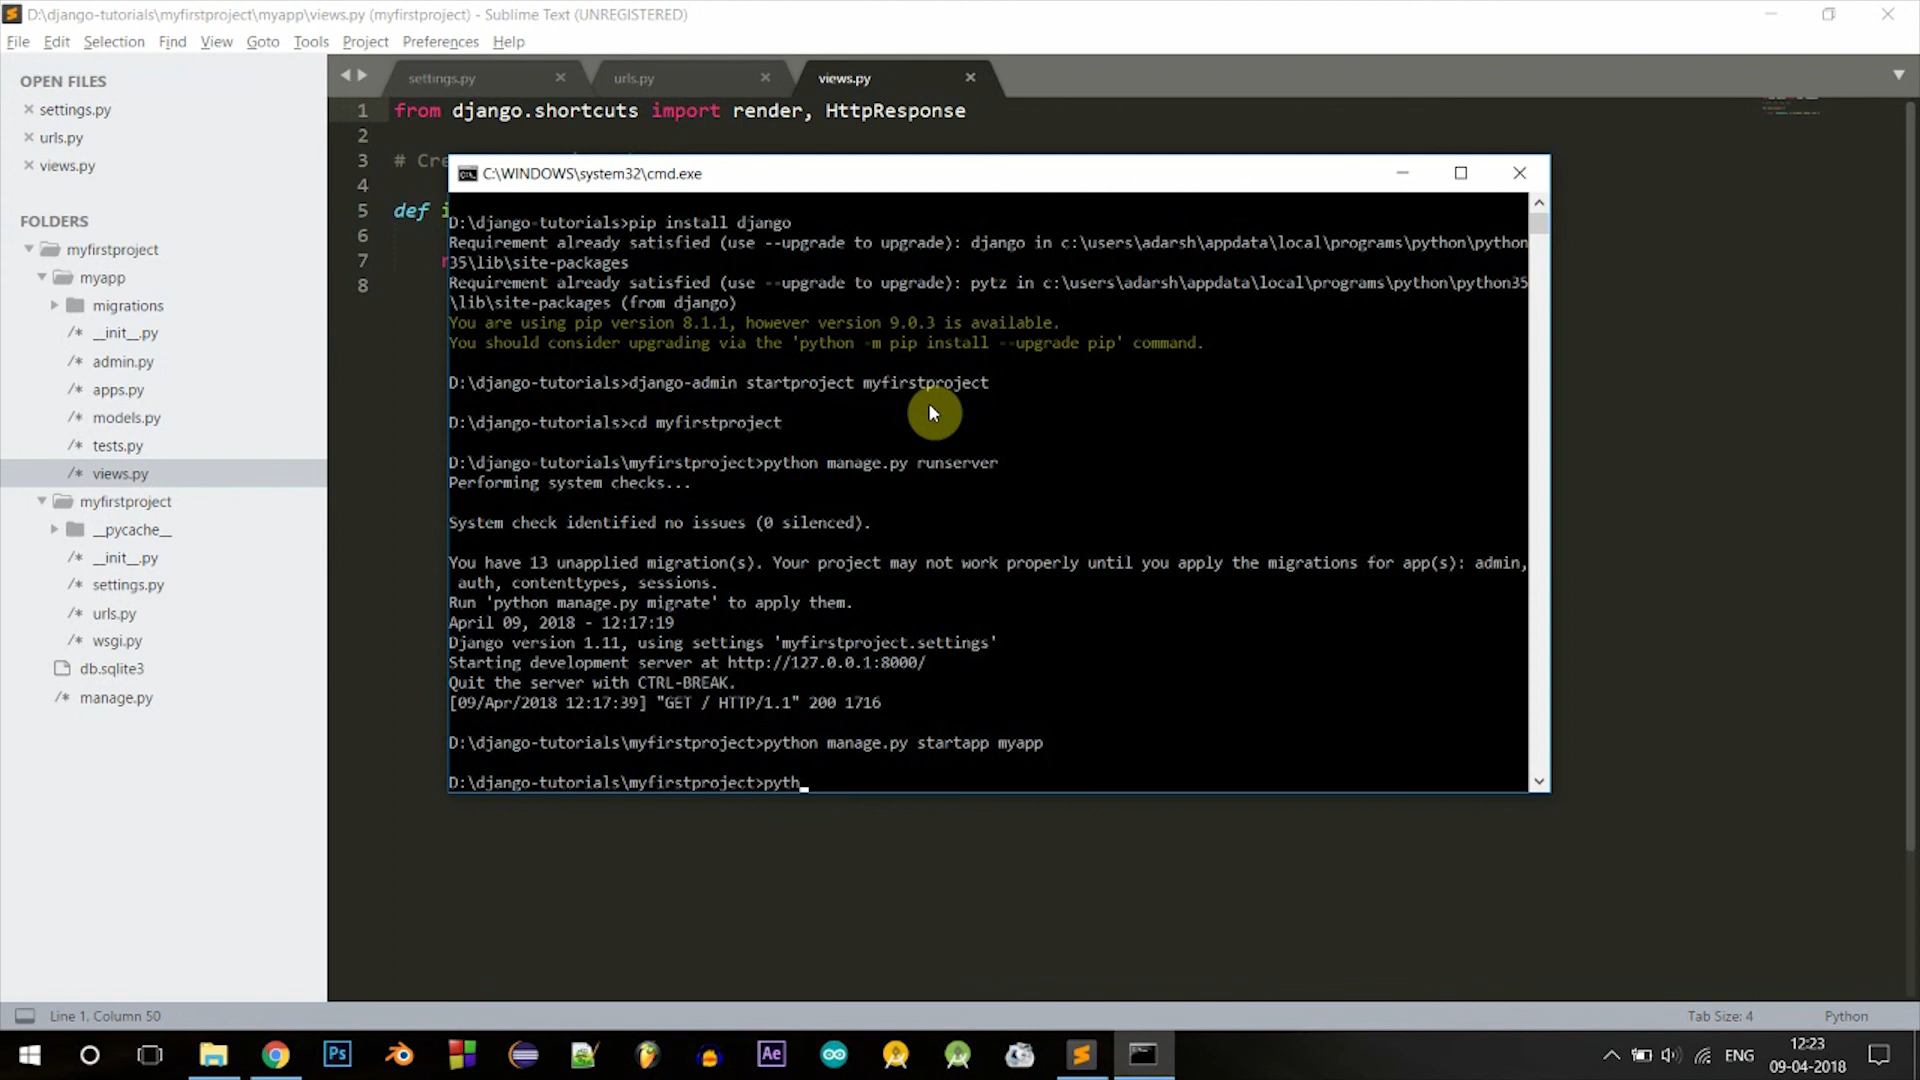 D:\django-tutorials\myfirstproject\myapp\views.py (myfirstproject) - Sublime Text (UNREGISTERED)
File Edit Selection Find View Goto Tools Project Preferences Help
OPEN FILES
settings.py
urls.py
views.py
FOLDERS
myfirstproject
myapp
migrations
/* __init__.py
/* admin.py
/* apps.py
/* models.py
/* tests.py
/* views.py
myfirstproject
__pycache__
/* __init__.py
/* settings.py
/* urls.py
/* wsgi.py
db.sqlite3
/* manage.py
settings.py urls.py views.py
1 from django.shortcuts import render, HttpResponse
2
3 # Cre
4
5 def i
6
7
8
C:\WINDOWS\system32\cmd.exe
D:\django-tutorials>pip install django
Requirement already satisfied (use --upgrade to upgrade): django in c:\users\adarsh\appdata\local\programs\python\python
35\lib\site-packages
Requirement already satisfied (use --upgrade to upgrade): pytz in c:\users\adarsh\appdata\local\programs\python\python35
\lib\site-packages (from django)
You are using pip version 8.1.1, however version 9.0.3 is available.
You should consider upgrading via the 'python -m pip install --upgrade pip' command.
D:\django-tutorials>django-admin startproject myfirstproject
D:\django-tutorials>cd myfirstproject
D:\django-tutorials\myfirstproject>python manage.py runserver
Performing system checks...
System check identified no issues (0 silenced).
You have 13 unapplied migration(s). Your project may not work properly until you apply the migrations for app(s): admin,
auth, contenttypes, sessions.
Run 'python manage.py migrate' to apply them.
April 09, 2018 - 12:17:19
Django version 1.11, using settings 'myfirstproject.settings'
Starting development server at http://127.0.0.1:8000/
Quit the server with CTRL-BREAK.
[09/Apr/2018 12:17:39] "GET / HTTP/1.1" 200 1716
D:\django-tutorials\myfirstproject>python manage.py startapp myapp
D:\django-tutorials\myfirstproject>pyth
Line 1, Column 50
Tab Size: 4 Python
Ps Ae
ENG
12:23
09-04-2018